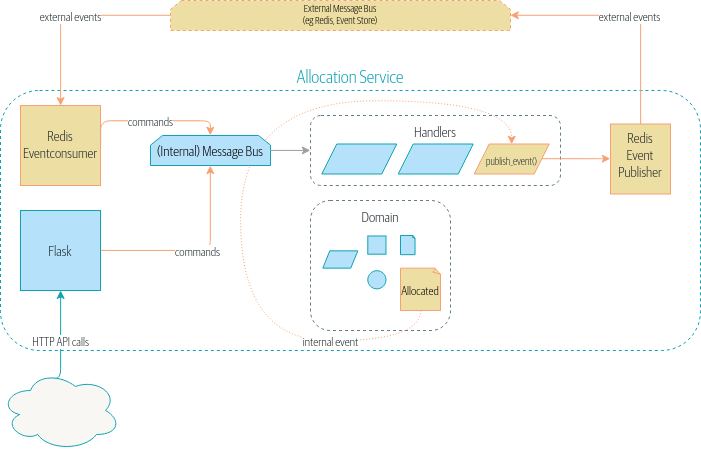 External Message Bus
(eg Redis, Event Store)
external events
external events
Allocation Service
Redis
Eventconsumer
commands
(Internal) Message Bus
Handlers
publish_event()
Redis
Event
Publisher
Flask
commands
Domain
Allocated
internal event
HTTP API calls